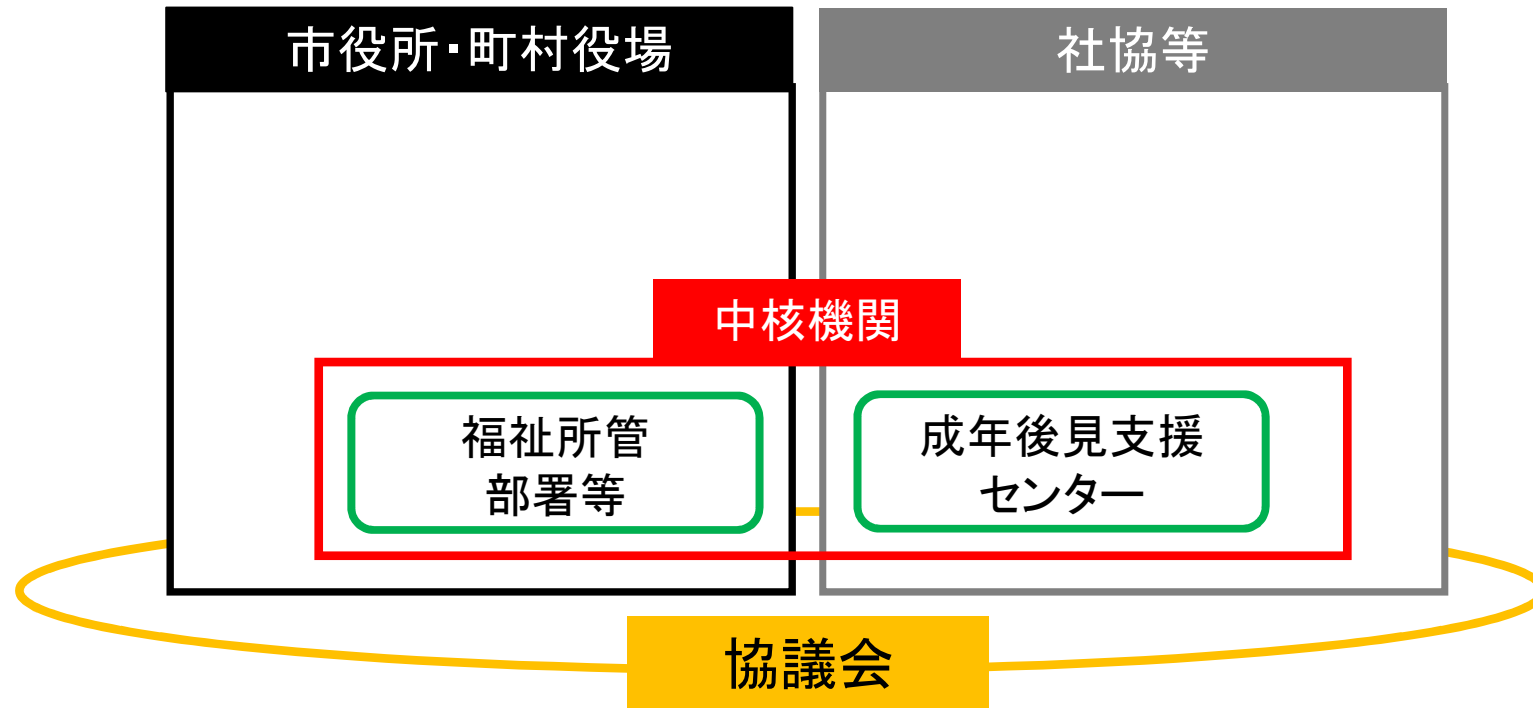 市役所・町村役場
社協等
中核機関
福祉所管
部署等
成年後見支援
センター
協議会